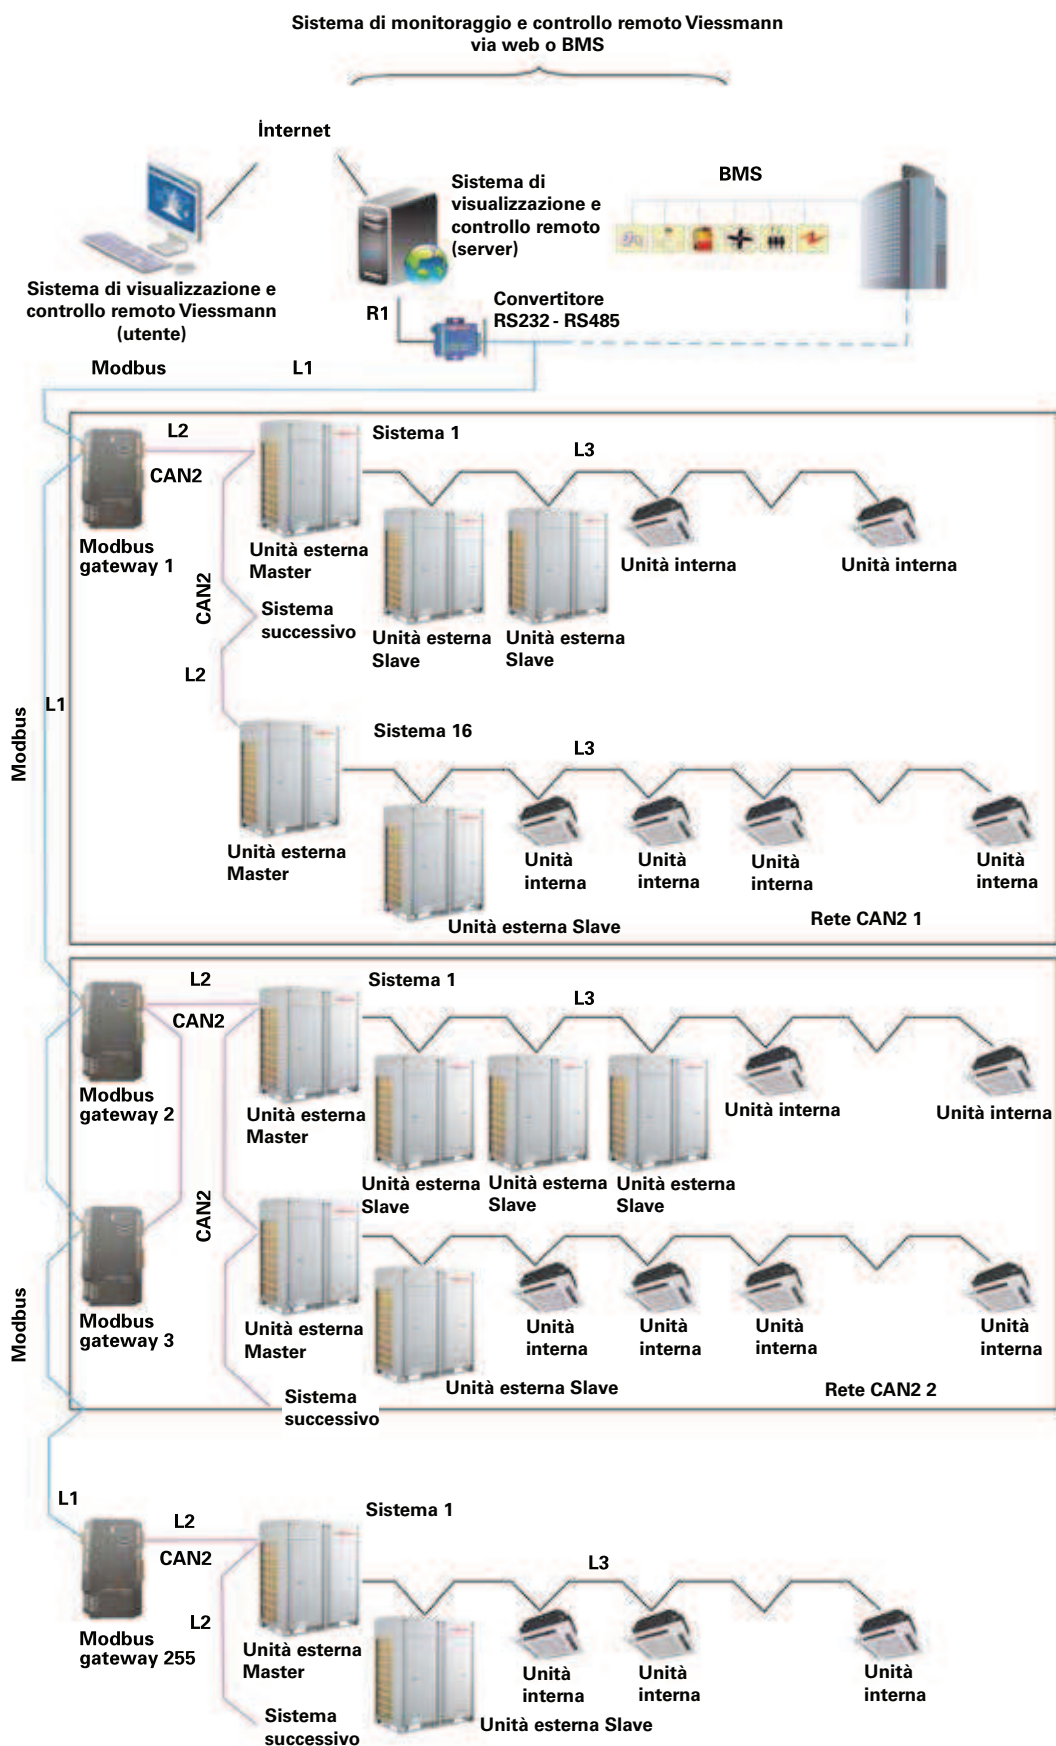 Sistema di monitoraggio e controllo remoto Viessmann
via web o BMS
İnternet
Sistema di
visualizzazione e
controllo remoto
(server)
BMS
Sistema di visualizzazione e
controllo remoto Viessmann
(utente)
R1
Convertitore
RS232 - RS485
Modbus
L1
L2
CAN2
Sistema 1
L3
Modbus
gateway 1
Unità esterna
Master
Unità interna
Unità interna
CAN2
Sistema
successivo
Unità esterna
Slave
Unità esterna
Slave
L2
L1
Modbus
Sistema 16
L3
Unità esterna
Master
Unità
interna
Unità
interna
Unità
interna
Unità
interna
Unità esterna Slave
Rete CAN2 1
L2
CAN2
Sistema 1
L3
Modbus
gateway 2
Unità esterna
Master
Unità interna
Unità interna
Unità esterna
Slave
Unità esterna
Slave
Unità esterna
Slave
CAN2
Modbus
Modbus
gateway 3
Unità esterna
Master
Unità
interna
Unità
interna
Unità
interna
Unità
interna
Unità esterna Slave
Rete CAN2 2
Sistema
successivo
L1
L2
CAN2
Sistema 1
L3
L2
Modbus
gateway 255
Unità esterna
Master
Unità
interna
Unità
interna
Unità
interna
Sistema
successivo
Unità esterna Slave